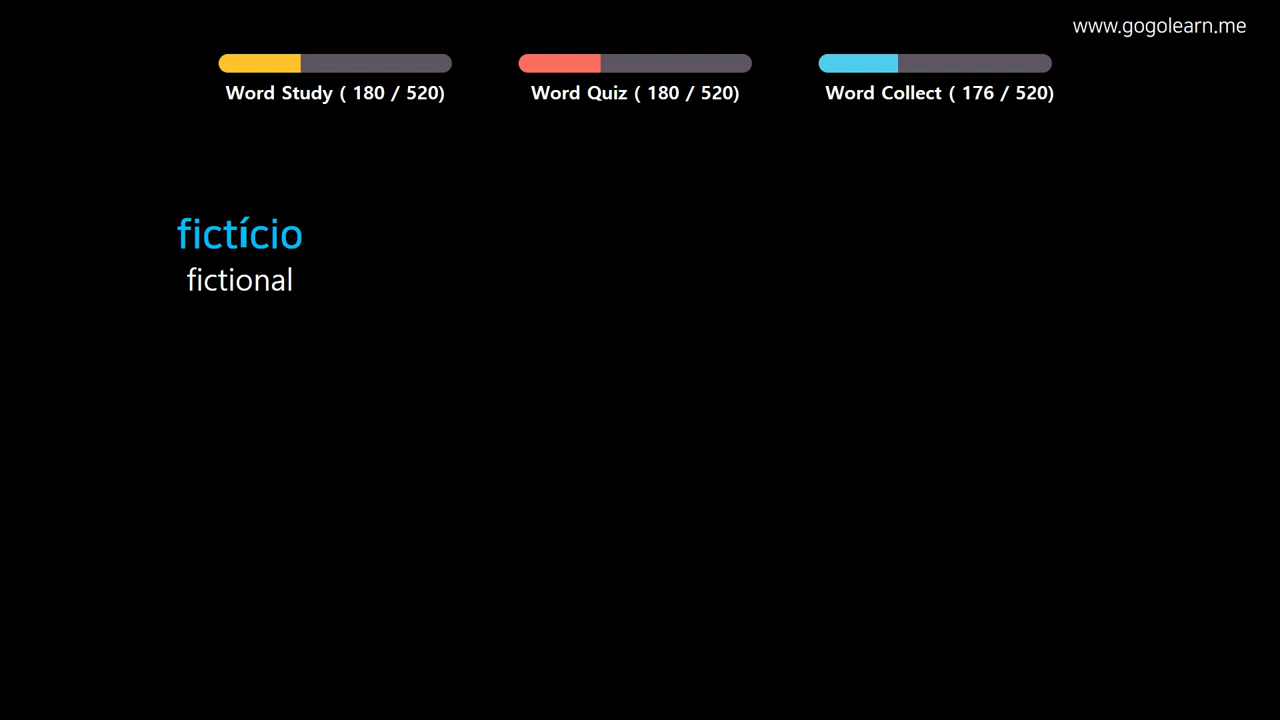 www.gogolearn.me
Word Study ( 180 / 520)
Word Quiz ( 180 / 520)
Word Collect ( 176 / 520)
fictício
fictional